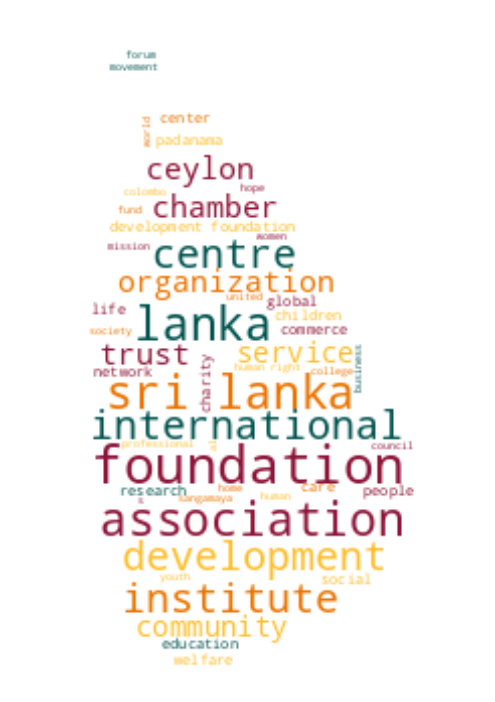 forum
movement
world
center
padanama
ceylon
colombo
hope
fund
chamber
development foundation
women
mission
centre
organization
united
global
life
children
lanka
society
commerce
trust
service
business
network
human right
college
charity
sri lanka
international
professional
council
foundation
research
home
care
people
s
sangamaya
human
association
development
youth
social
institute
community
education
welfare